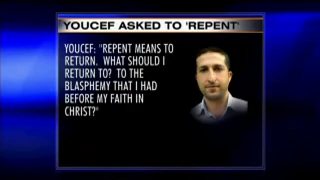 YOUCEF ASKED TO 'REPENT'
YOUCEF: "REPENT MEANS TO
RETURN. WHAT SHOULD I
RETURN TO? TO THE
BLASPHEMY THAT I HAD
BEFORE MY FAITH IN
CHRIST?"